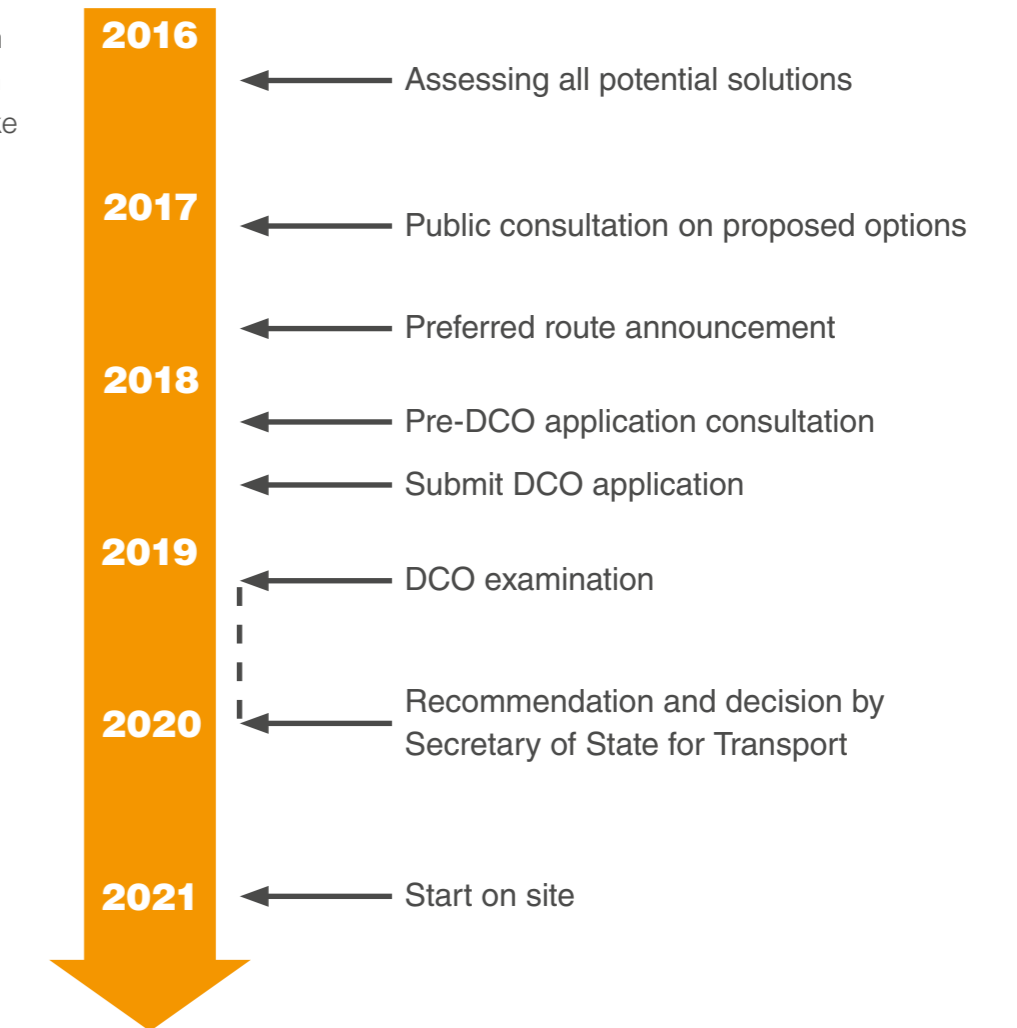 2016
Assessing all potential solutions
2017
Public consultation on proposed options
Preferred route announcement
2018
Pre-DCO application consultation
Submit DCO application
2019
DCO examination
Recommendation and decision by
Secretary of State for Transport
2020
2021
Start on site